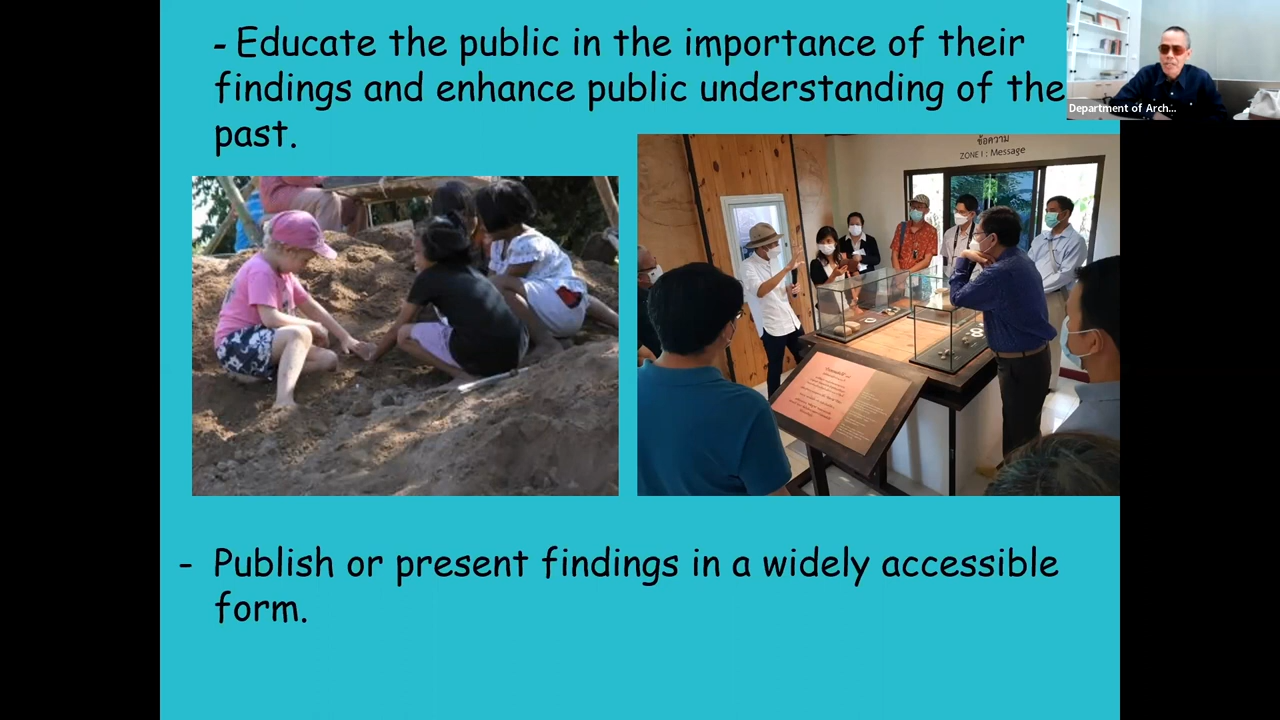 - Educate the public in the importance of their
findings and enhance public understanding of the
past.
Department of Arch...
ข้อความ
ZONE I : Message
- Publish or present findings in a widely accessible
form.